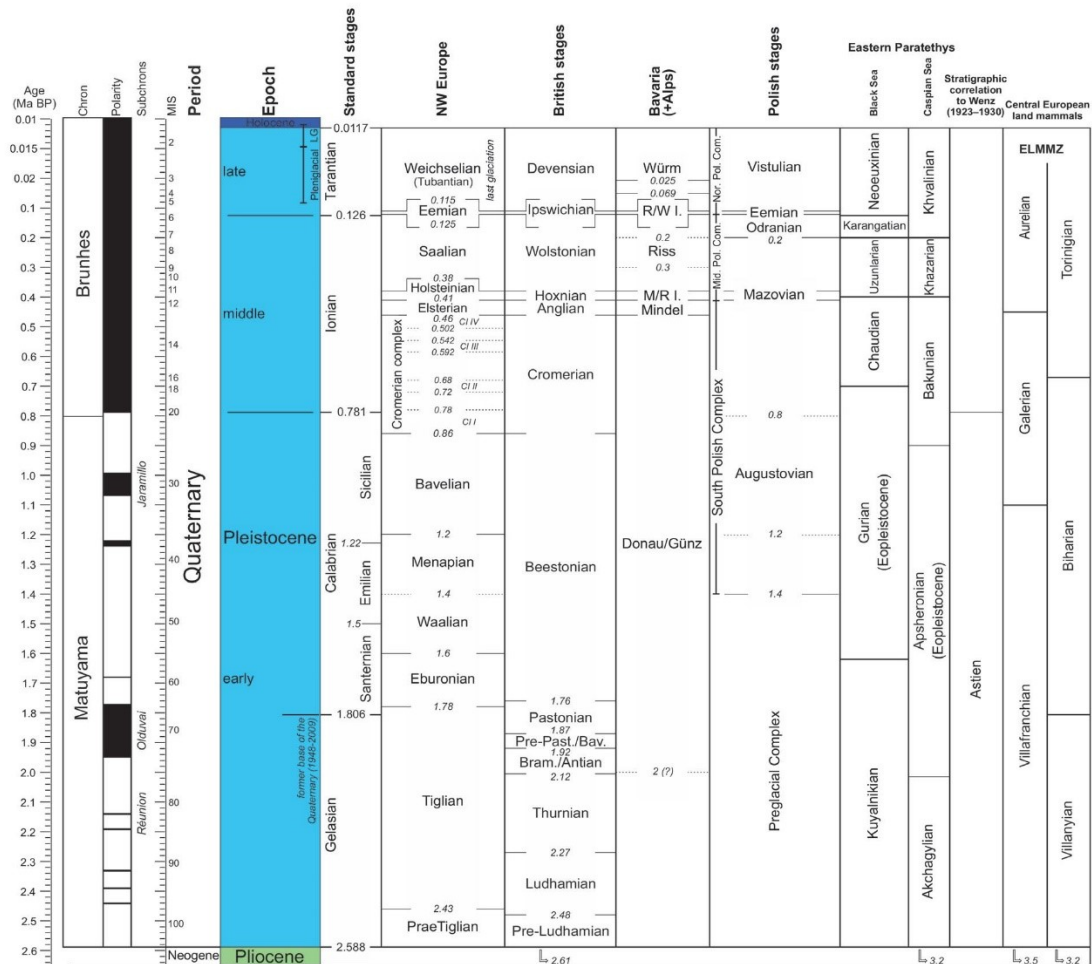 Age
(Ma BP)
Chron
Polarity
Subchrons
MIS
Period
Epoch
Standard stages
NW Europe
British stages
Bavaria
(+Alps)
Polish stages
Eastern Paratethys
Black Sea
Caspian Sea
Stratigraphic
correlation
to Wenz
(1923–1930)
Central European
land mammals
ELMMZ
0.01
0.015
0.02
0.1
0.2
0.3
0.4
0.5
0.6
0.7
0.8
0.9
1.0
1.1
1.2
1.3
1.4
1.5
1.6
1.7
1.8
1.9
2.0
2.1
2.2
2.3
2.4
2.5
2.6
Brunhes
Matuyama
Jaramillo
Olduvai
Réunion
2
3
4
5
6
7
8
9
10
11
12
14
16
18
20
30
40
50
60
70
80
90
100
Quaternary
Neogene
Holocene
late
LG
Pleniglacial
middle
Pleistocene
early
former base of the
Quaternary (1948-2009)
Pliocene
0.0117
Tarantian
0.126
Ionian
0.781
Sicilian
Calabrian
1.22
Emilian
1.5
Santernian
1.806
Gelasian
2.588
Weichselian
(Tubantian)
last glaciation
0.115
Eemian
0.125
Saalian
0.38
Holsteinian
0.41
Elsterian
0.46
Cromerian complex
CI IV
0.502
0.542
CI III
0.592
0.68
CI II
0.72
0.78
CI I
0.86
Bavelian
1.2
Menapian
1.4
Waalian
1.6
Eburonian
1.78
Tiglian
2.43
PraeTiglian
Devensian
Ipswichian
Wolstonian
Hoxnian
Anglian
Cromerian
Beestonian
1.76
Pastonian
1.87
Pre-Past./Bav.
1.92
Bram./Antian
2.12
Thurnian
2.27
Ludhamian
2.48
Pre-Ludhamian
2.61
Würm
0.025
0.069
R/W I.
0.2
Riss
0.3
M/R I.
Mindel
Donau/Günz
2 (?)
Nor. Pol. Com.
Mid. Pol. Com.
South Polish Complex
Vistulian
Eemian
Odranian
0.2
Mazovian
0.8
Augustovian
1.2
1.4
Preglacial Complex
Neoeuxinian
Karangatian
Uzunlarian
Chaudian
Gurian
(Eopleistocene)
Kuyalnikian
Khvalinian
Khazarian
Bakunian
Apsheronian
(Eopleistocene)
Akchagylian
3.2
Astien
Aurelian
Galerian
Villafranchian
3.5
Torinigian
Biharian
Villanyian
3.2